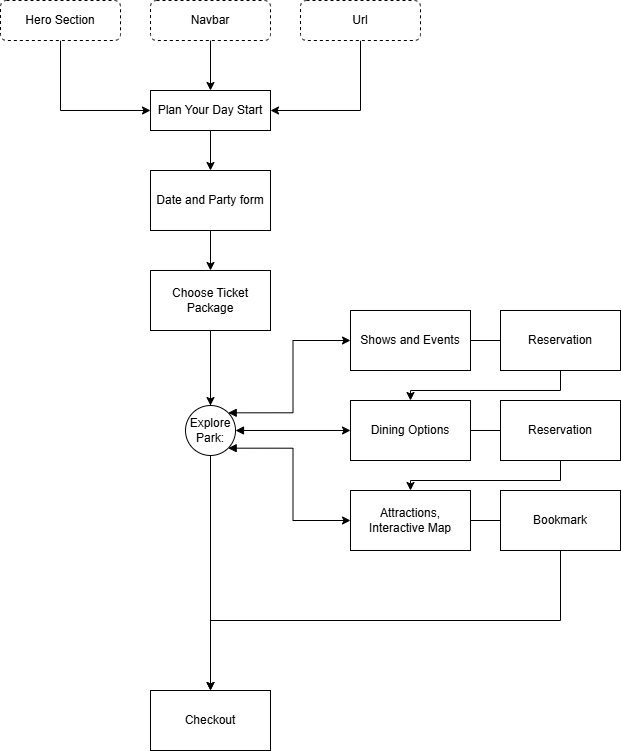 Hero Section
Navbar
Url
Plan Your Day Start
Date and Party form
Choose Ticket
Package
Shows and Events
Reservation
Explore
Park:
Dining Options
Reservation
Attractions,
Interactive Map
Bookmark
Checkout